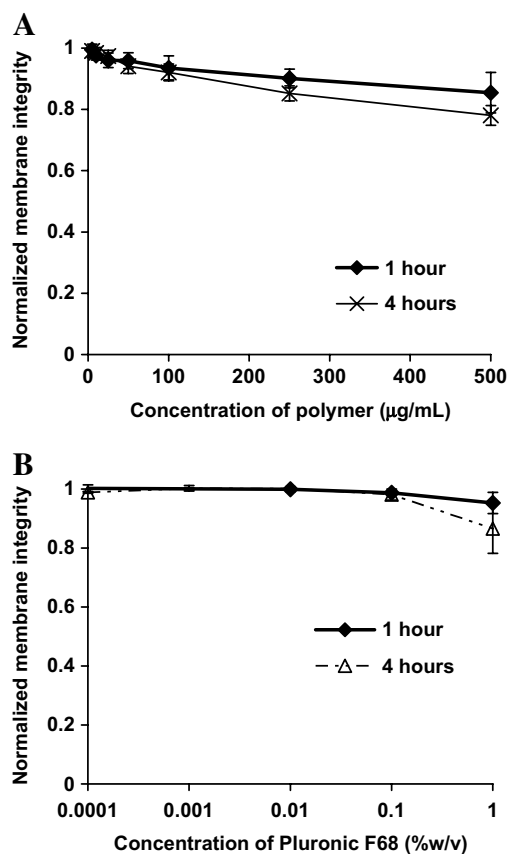 A
Normalized membrane integrity
1
0.8
0.6
0.4
0.2
0
1 hour
4 hours
0 100 200 300 400 500
Concentration of polymer (µg/mL)
B
Normalized membrane integrity
1
0.8
0.6
0.4
0.2
0
1 hour
4 hours
0.0001 0.001 0.01 0.1 1
Concentration of Pluronic F68 (%w/v)